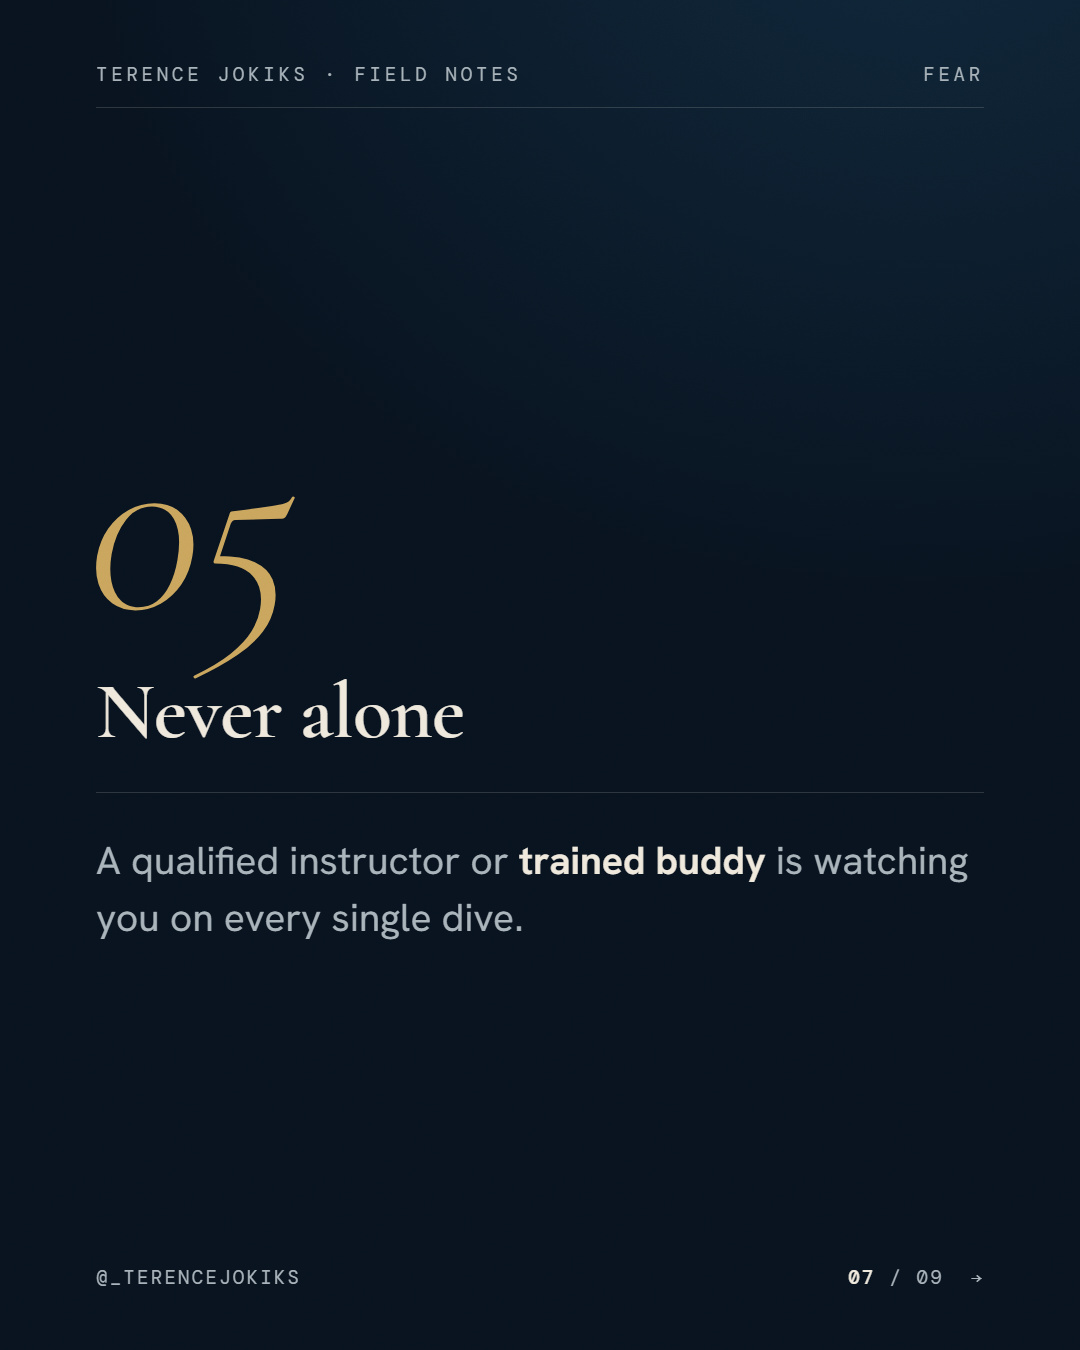 TERENCE JOKIKS · FIELD NOTES
FEAR
05
Never alone
A qualified instructor or trained buddy is watching
you on every single dive.
@_TERENCEJOKIKS
07 / 09 →